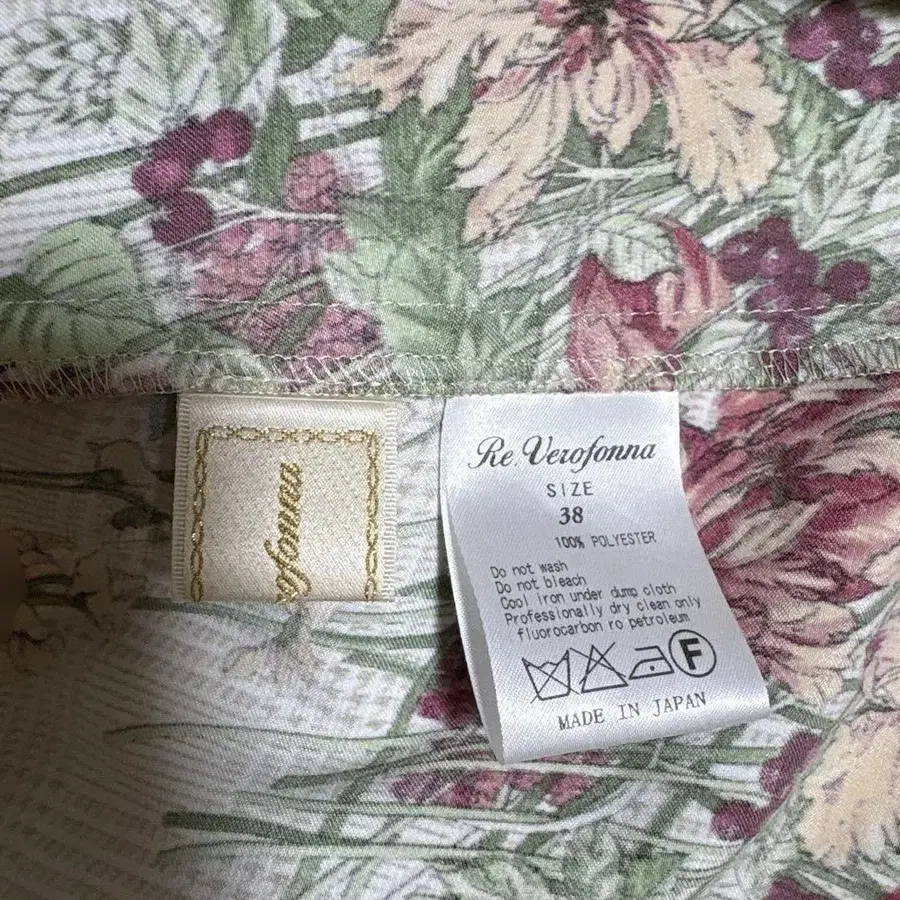 ofonna
Re.Verofonna
SIZE
38
100% POLYESTER
Do not wash
Do not bleach
Cool iron under dump cloth
Professionally dry clean only
fluorocarbon ro petroleum
F
MADE IN JAPAN